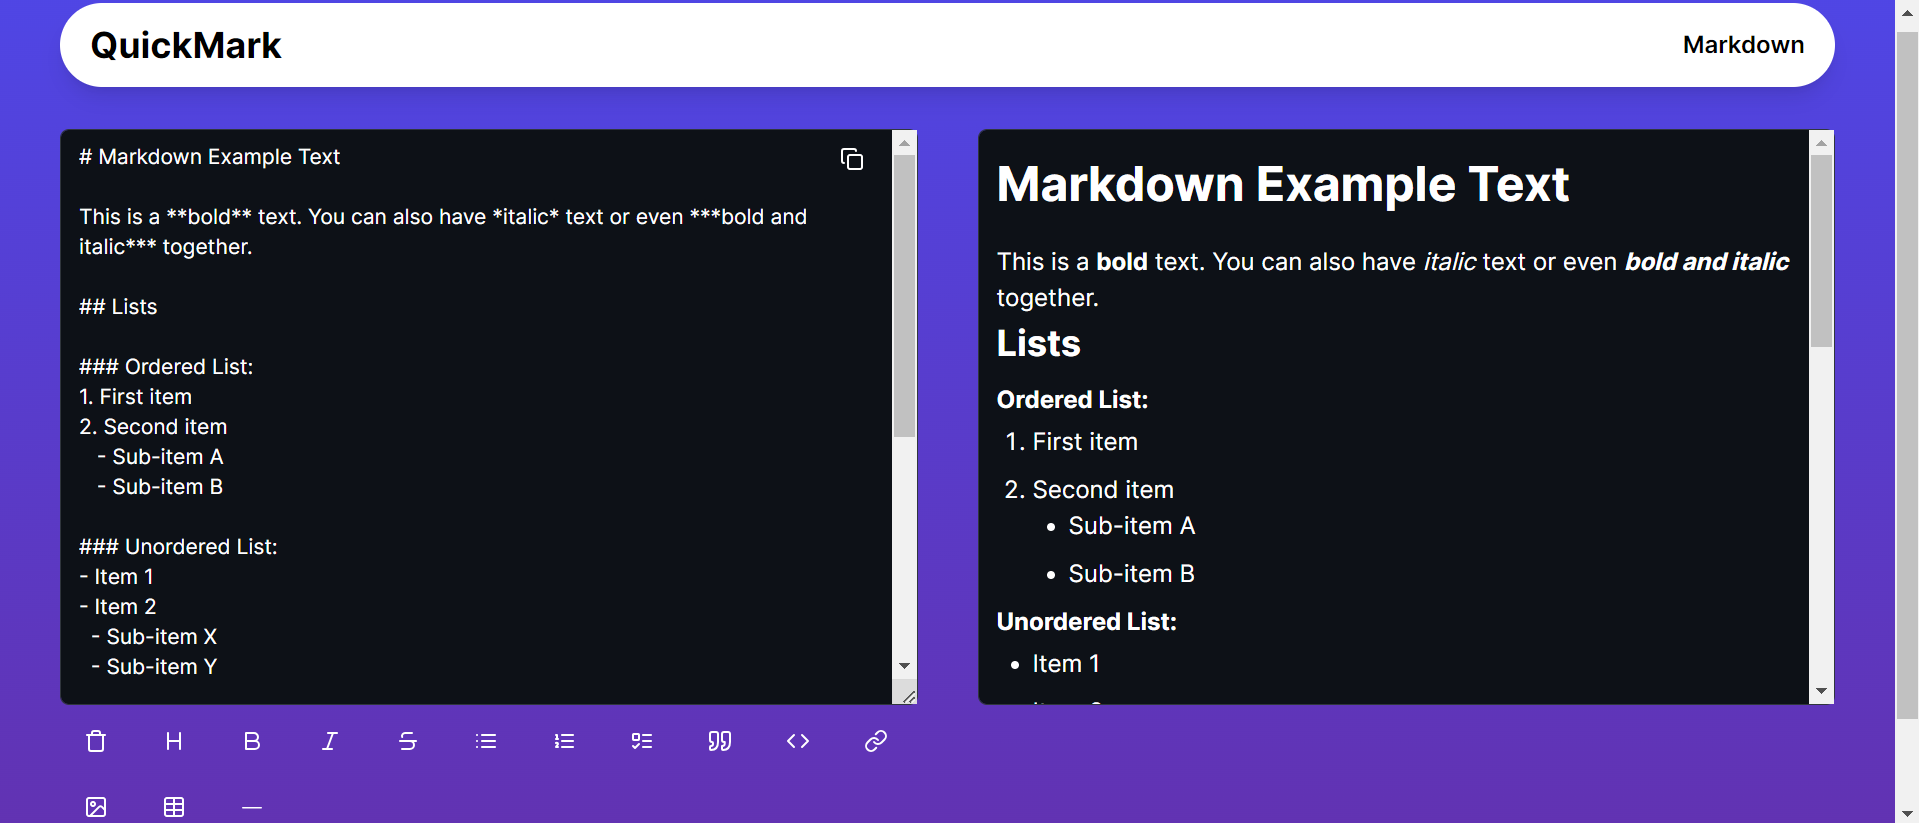 QuickMark
Markdown
# Markdown Example Text
This is a **bold** text. You can also have *italic* text or even ***bold and
italic*** together.
## Lists
### Ordered List:
1. First item
2. Second item
- Sub-item A
- Sub-item B
### Unordered List:
- Item 1
- Item 2
- Sub-item X
- Sub-item Y
Markdown Example Text
This is a bold text. You can also have italic text or even bold and italic
together.
Lists
Ordered List:
1. First item
2. Second item
• Sub-item A
• Sub-item B
Unordered List:
• Item 1